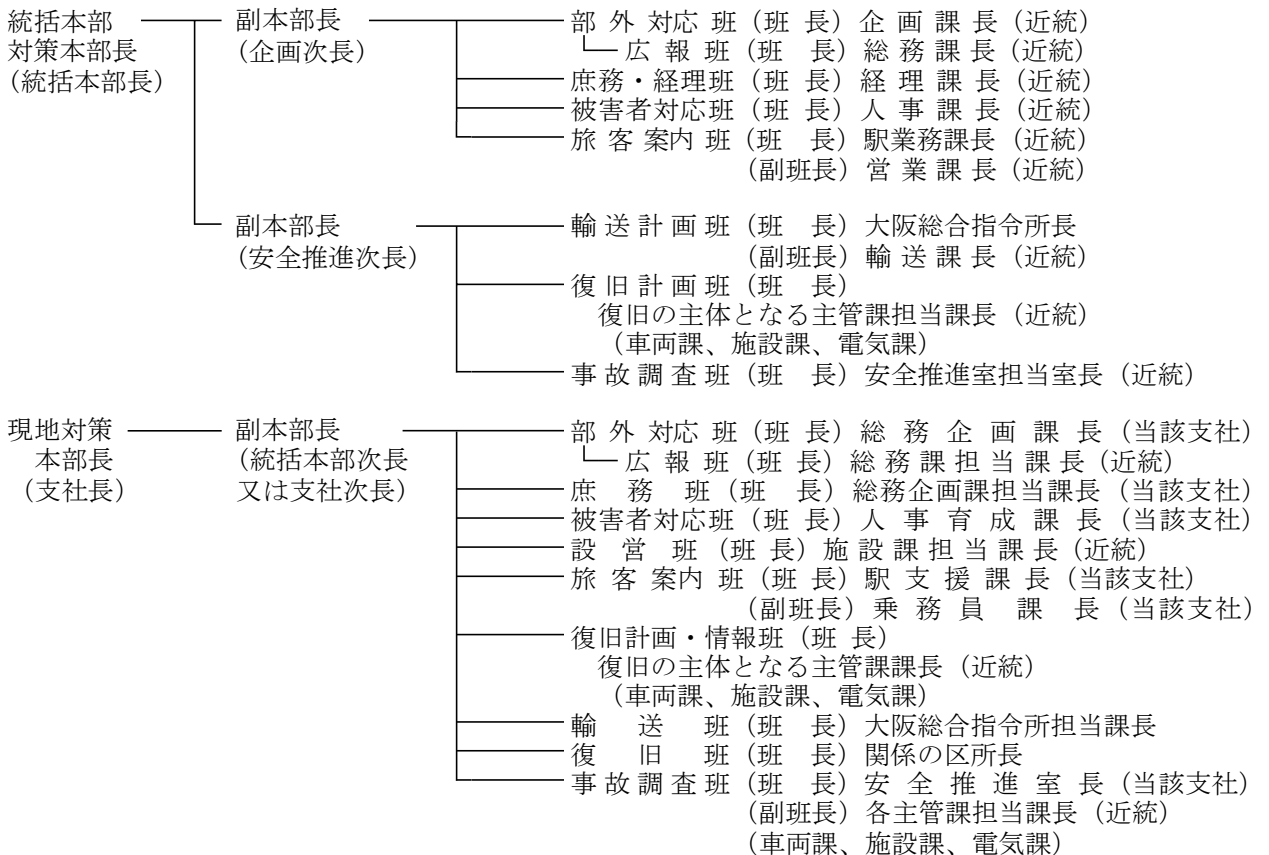 統括本部 副本部長 部外対応班(班長)企画課長(近統)
対策本部長 (企画次長) 広報班(班 長)総務課長(近統)
(統括本部長) 庶務・経理班(班 長)経理課長(近統)
被害者対応班(班 長)人事課長(近統)
旅客案内班(班 長)駅業務課長(近統)
(副班長)営業課長(近統)
副本部長 輸送計画班(班 長)大阪総合指令所長
(安全推進次長) (副班長)輸送課長(近統)
復旧計画班(班 長)
復旧の主体となる主管課担当課長(近統)
(車両課、施設課、電気課)
事故調査班(班 長)安全推進室担当室長(近統)
現地対策 副本部長 部外対応班(班長)総務企画課長(当該支社)
本部長 (統括本部次長 広報班(班長)総務課担当課長(近統)
(支社長) 又は支社次長) 庶務班(班 長)総務企画課担当課長(当該支社)
被害者対応班(班 長)人事育成課長(当該支社)
設営班(班長)施設課担当課長(近統)
旅客案内班(班長)駅支援課長(当該支社)
(副班長)乗務員課長(当該支社)
復旧計画・情報班(班長)
復旧の主体となる主管課課長(近統)
(車両課、施設課、電気課)
輸送班(班 長)大阪総合指令所担当課長
復旧班(班 長)関係の区所長
事故調査班(班 長)安全推進室長(当該支社)
(副班長)各主管課担当課長(近統)
(車両課、施設課、電気課)